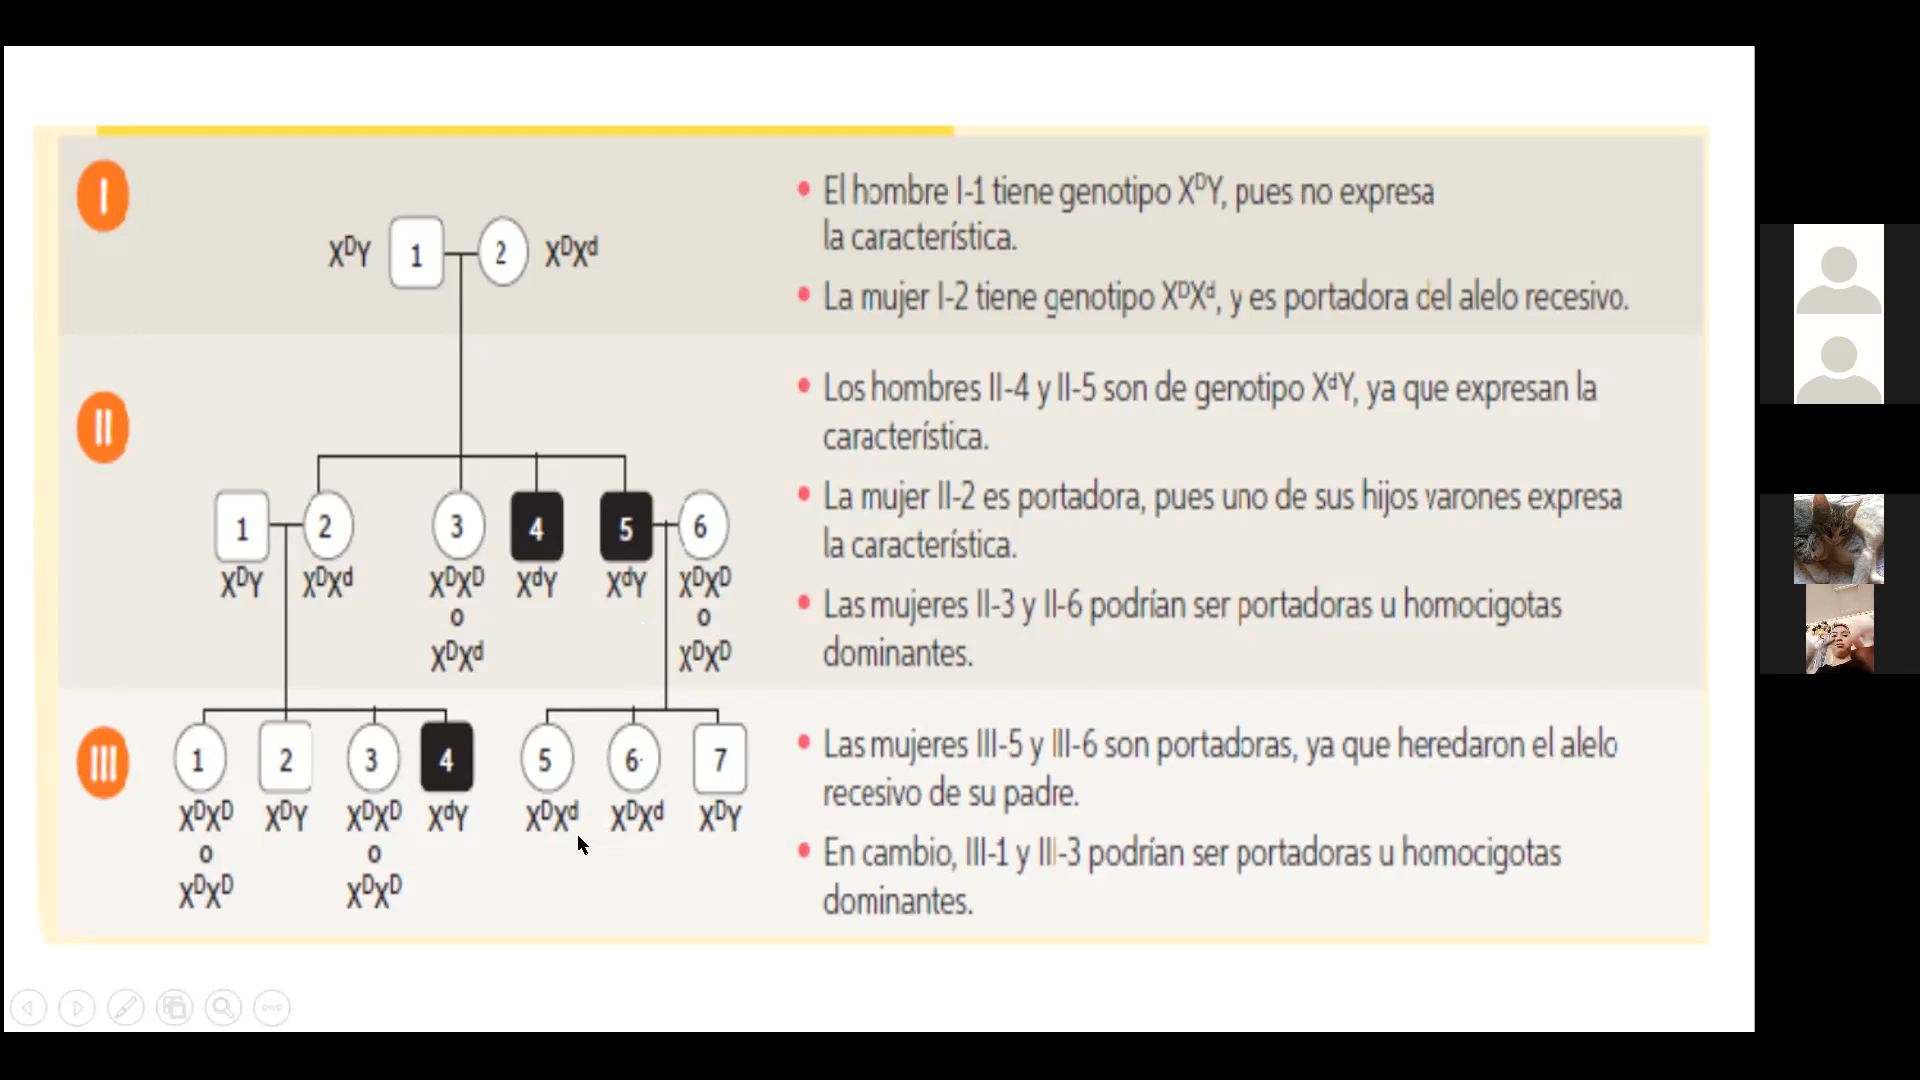 I
XᴰY 1 2 XᴰXᵈ
• El hombre I-1 tiene genotipo XᴰY, pues no expresa
la característica.
• La mujer I-2 tiene genotipo XᴰXᵈ, y es portadora del alelo recesivo.
II
1 2 3 4 5 6
XᴰY XᴰXᵈ XᴰXᴰ XᵈY XᵈY XᴰXᴰ
o o
XᴰXᵈ XᴰXᴰ
• Los hombres II-4 y II-5 son de genotipo XᵈY, ya que expresan la
característica.
• La mujer II-2 es portadora, pues uno de sus hijos varones expresa
la característica.
• Las mujeres II-3 y II-6 podrían ser portadoras u homocigotas
dominantes.
III
1 2 3 4 5 6 7
XᴰXᴰ XᴰY XᴰXᴰ XᵈY XᴰXᵈ XᴰXᵈ XᴰY
o o
XᴰXᴰ XᴰXᴰ
• Las mujeres III-5 y III-6 son portadoras, ya que heredaron el alelo
recesivo de su padre.
• En cambio, III-1 y III-3 podrían ser portadoras u homocigotas
dominantes.